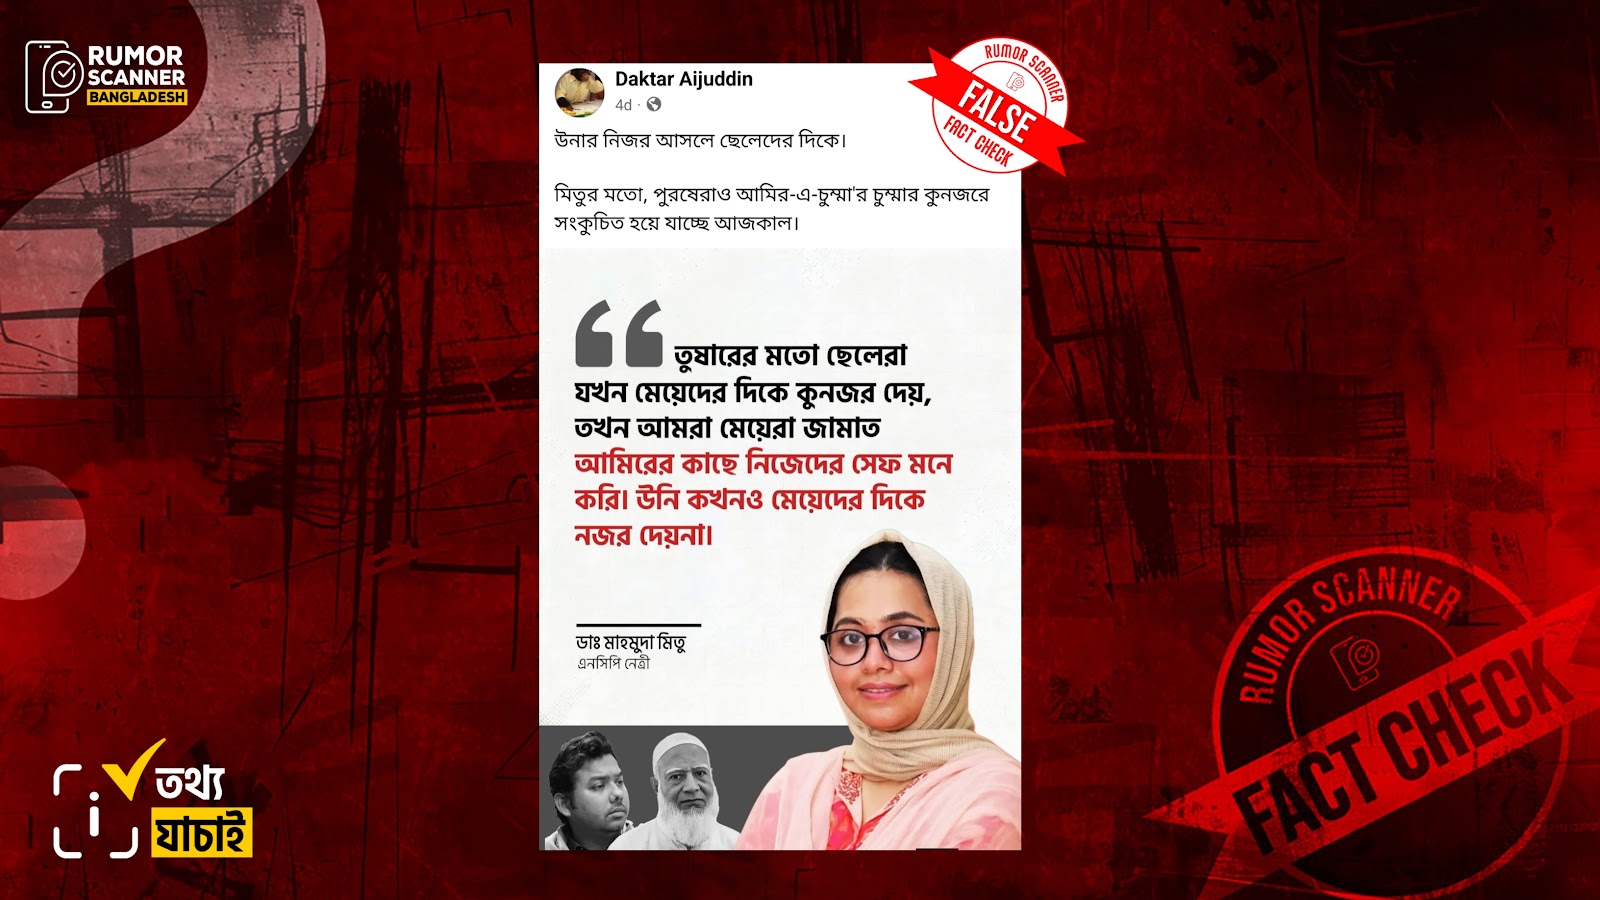 RUMOR
SCANNER
BANGLADESH
Daktar Aijuddin
4d ·
উনার নিজর আসলে ছেলেদের দিকে।
মিতুর মতো, পুরষেরাও আমির-এ-চুম্মা'র চুম্মার কুনজরে
সংকুচিত হয়ে যাচ্ছে আজকাল।
RUMOR SCANNER
FALSE
FACT CHECK
“ তুষারের মতো ছেলেরা
যখন মেয়েদের দিকে কুনজর দেয়,
তখন আমরা মেয়েরা জামাত
আমিরের কাছে নিজেদের সেফ মনে
করি। উনি কখনও মেয়েদের দিকে
নজর দেয়না।
ডাঃ মাহমুদা মিতু
এনসিপি নেত্রী
তথ্য
যাচাই
RUMOR SCANNER
FACT CHECK